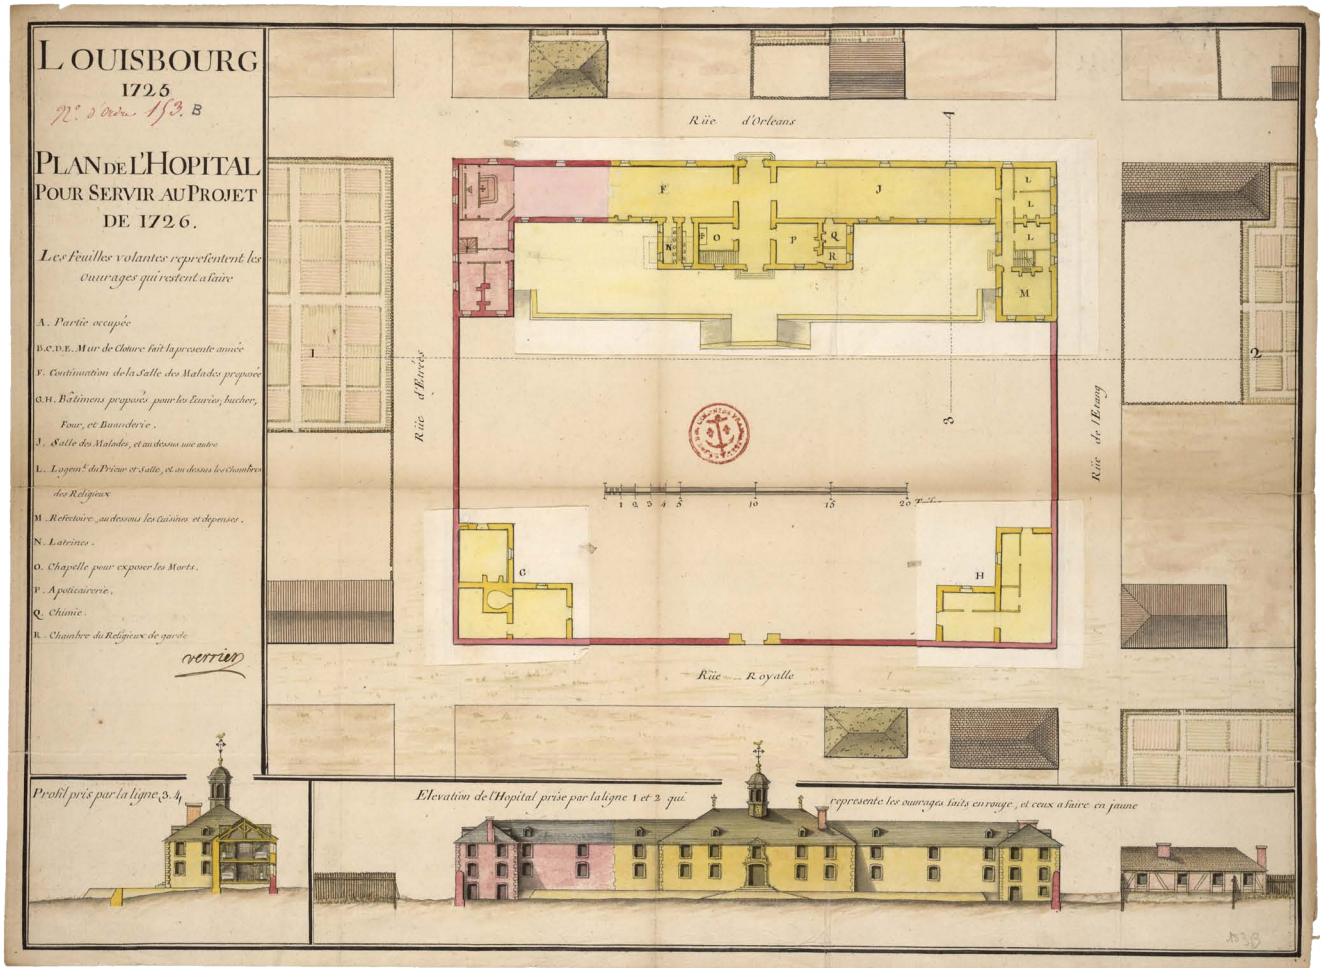 LOUISBOURG
1725
N.º d'Ordre 153. B
PLAN DE L'HOPITAL
POUR SERVIR AU PROJET
DE 1726.
Les feuilles volantes representent les
ouvrages qui restent a faire
A. Partie occupée
B.C.D.E. Mur de Cloture fait la presente année
F. Continuation de la Salle des Malades proposée
G.H. Bâtimens proposés pour les Ecuries, bucher,
Four, et Buanderie.
J. Salle des Malades, et au dessus une autre
L. Logem.t du Prieur et Salle, et au dessus les Chambres
des Religieux
M. Refectoire, au dessous les Cuisines et depenses.
N. Latrines.
O. Chapelle pour exposer les Morts.
P. Apoticairerie.
Q. Chimie.
R. Chambre du Religieux de garde
verrier
Rüe d'Orleans
4
F
J
L
L
L
N
O
P
Q
R
M
1
2
Rüe d'Etrées
Rüe de l'Etang
3
1 2 3 4 5 10 15 20 Toises
G
H
Rüe Royalle
Profil pris par la ligne 3. 4,
Elevation de l'Hopital prise par la ligne 1 et 2 qui represente les ouvrages faits en rouge, et ceux a faire en jaune
153B